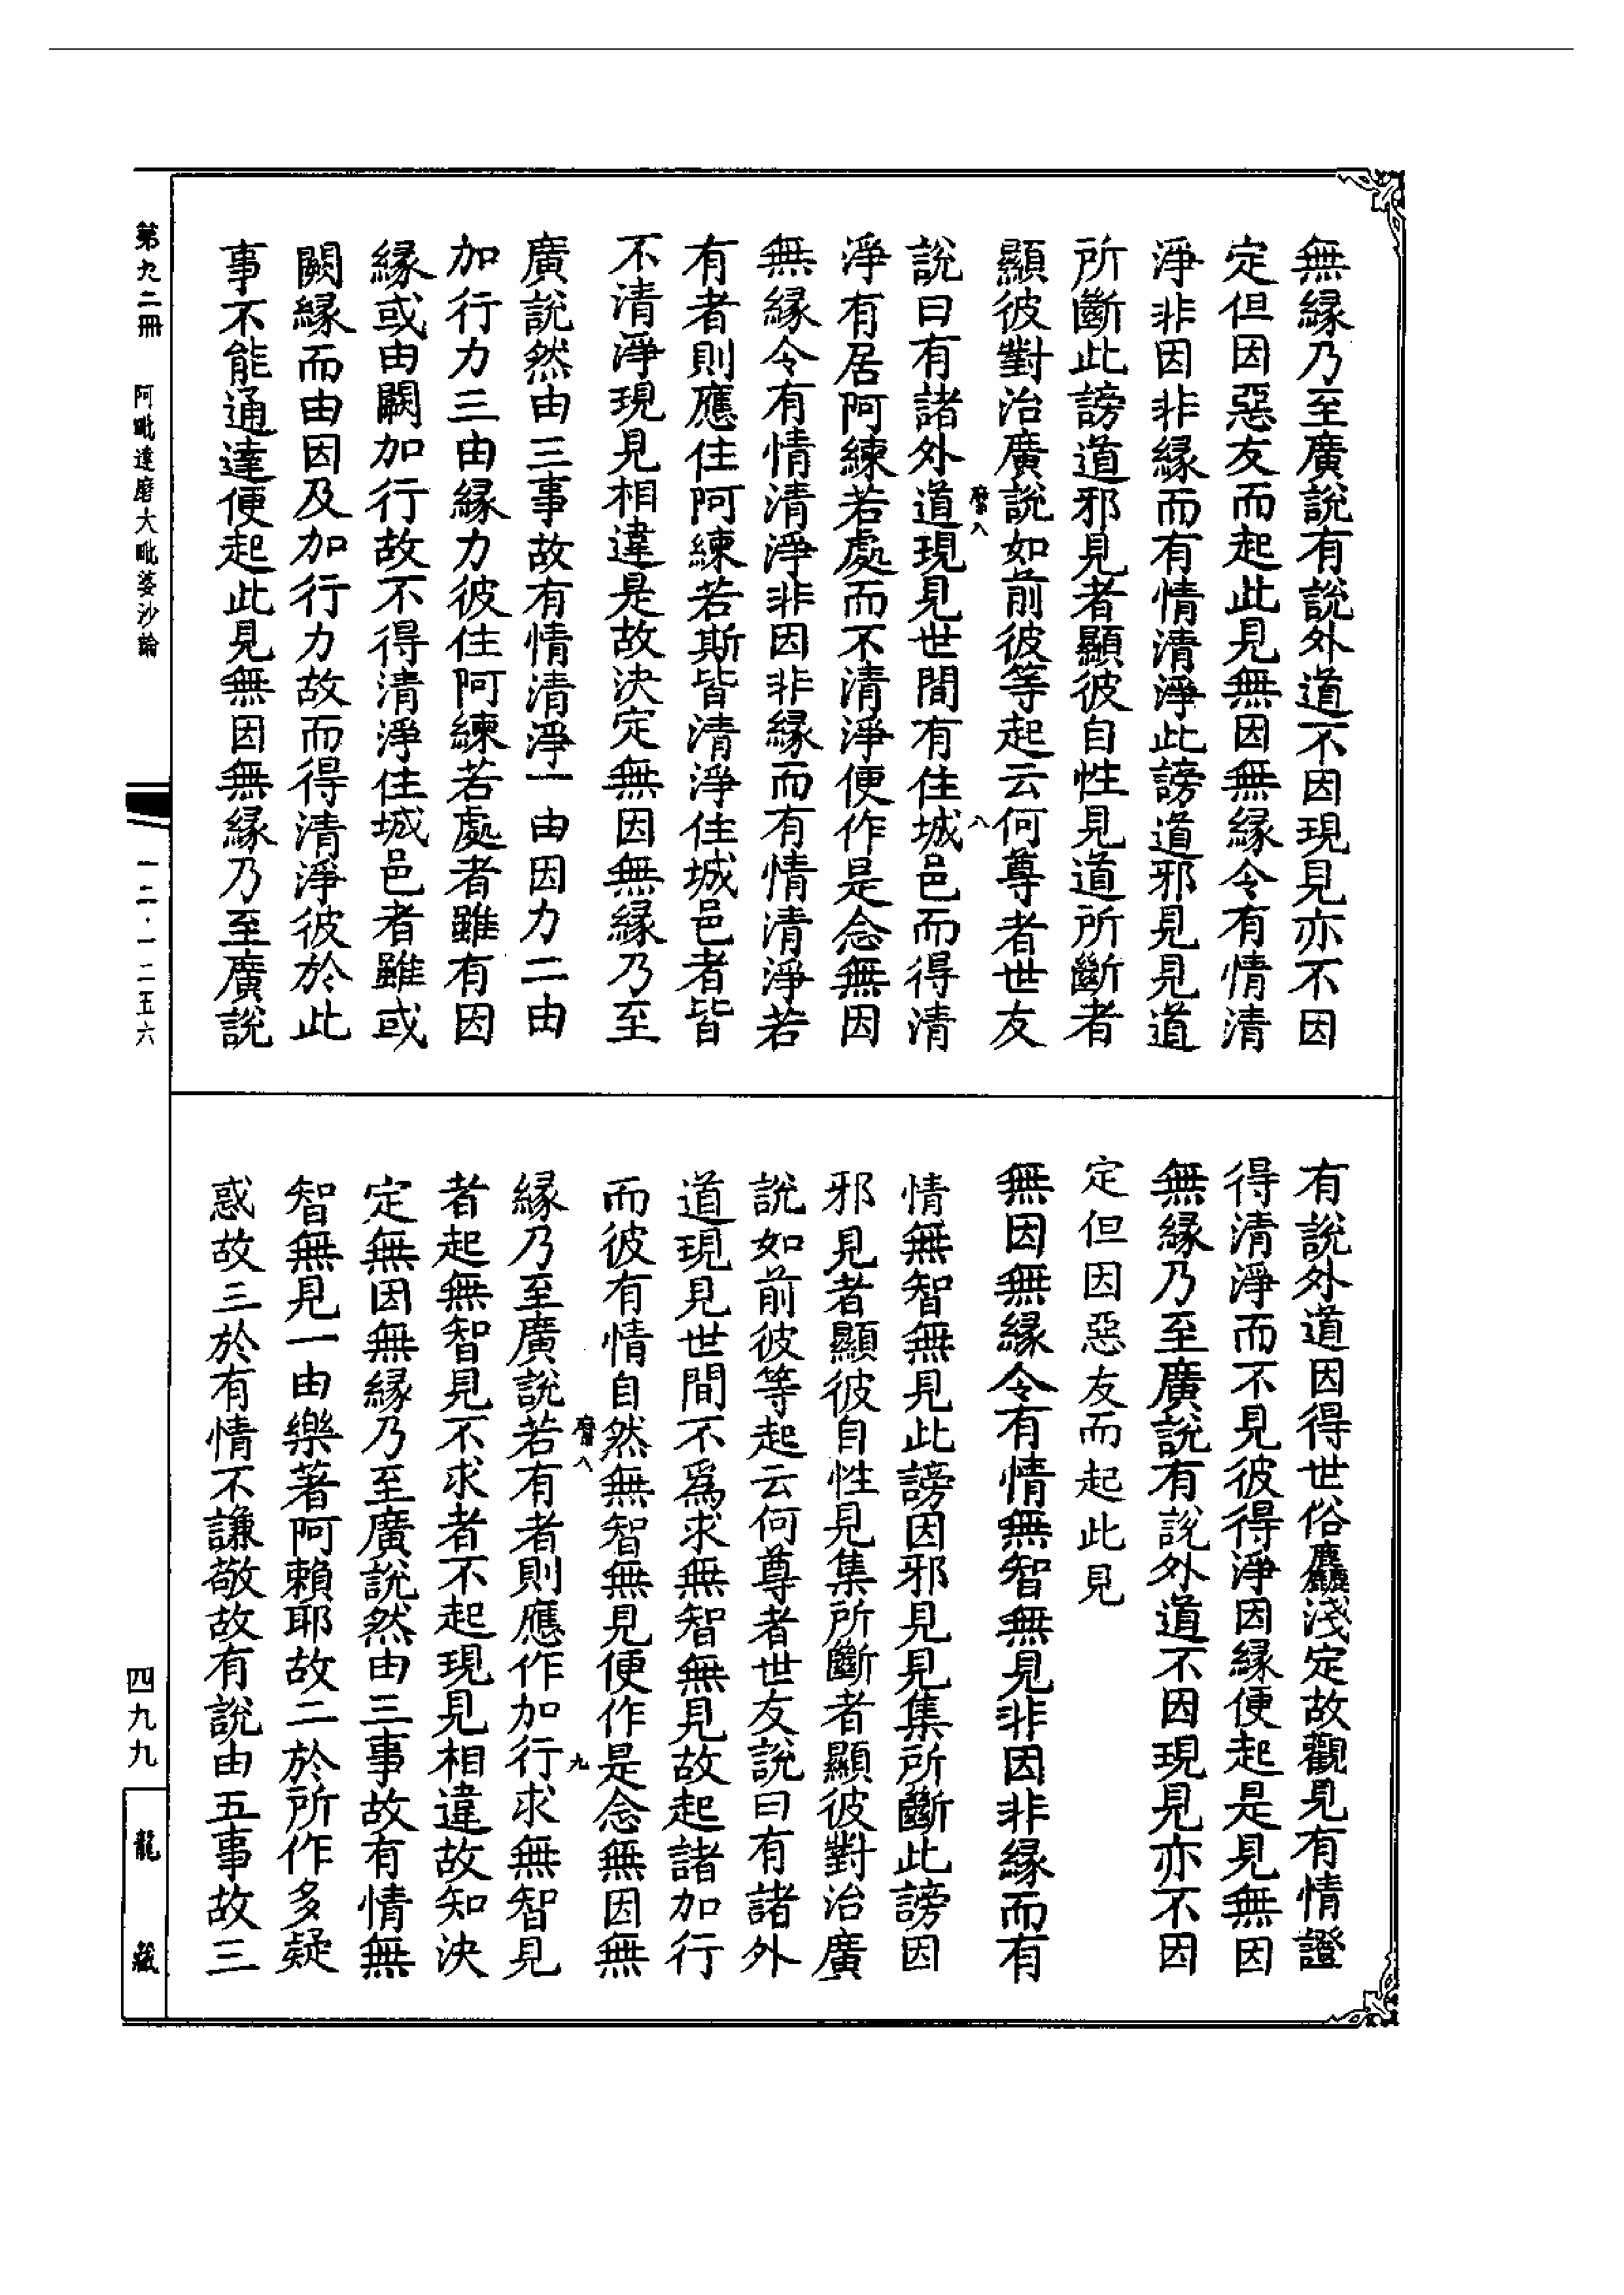 無緣乃至廣說有說外道不因現見亦不因
定但因惡友而起此見無因無緣令有情清
淨非因非緣而有情清淨此謗道邪見見道
所斷此謗道邪見者顯彼自性見道所斷者
顯彼對治廣說如前彼等起云何尊者世友
麿八
八
說曰有諸外道現見世間有住城邑而得清
淨有居阿練若處而不清淨便作是念無因
無緣令有情清淨非因非緣而有情清淨若
有者則應住阿練若斯皆清淨住城邑者皆
不清淨現見相違是故決定無因無緣乃至
廣說然由三事故有情清淨一由因力二由
加行力三由緣力彼住阿練若處者雖有因
緣或由闕加行故不得清淨住城邑者雖或
闕緣而由因及加行力故而得清淨彼於此
事不能通達便起此見無因無緣乃至廣說
有說外道因得世俗麤淺定故觀見有情證
得清淨而不見彼得淨因緣便起是見無因
無緣乃至廣說有說外道不因現見亦不因
定但因惡友而起此見
無因無緣令有情無智無見非因非緣而有
情無智無見此謗因邪見見集所斷此謗因
邪見者顯彼自性見集所斷者顯彼對治廣
說如前彼等起云何尊者世友說曰有諸外
道現見世間不爲求無智無見故起諸加行
而彼有情自然無智無見便作是念無因無
麿八
九
緣乃至廣說若有者則應作加行求無智見
者起無智見不求者不起現見相違故知決
定無因無緣乃至廣說然由三事故有情無
智無見一由樂著阿賴耶故二於所作多疑
惑故三於有情不謙敬故有說由五事故三
第九二冊 阿毗達磨大毗婆沙論
一二·一二五六
四九九
龍藏